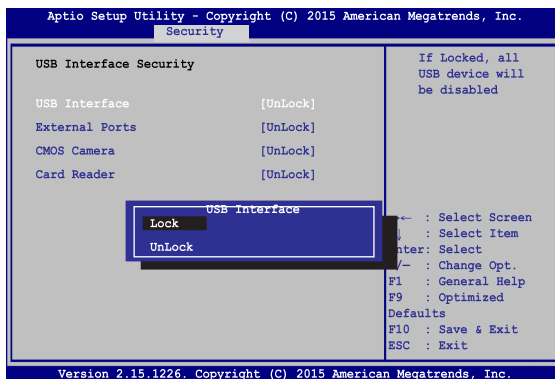 Aptio Setup Utility - Copyright (C) 2015 American Megatrends, Inc.
Security
USB Interface Security
USB Interface [UnLock]
External Ports [UnLock]
CMOS Camera [UnLock]
Card Reader [UnLock]
If Locked, all
USB device will
be disabled
USB Interface
Lock
UnLock
← : Select Screen
↓ : Select Item
nter: Select
/— : Change Opt.
F1 : General Help
F9 : Optimized
Defaults
F10 : Save & Exit
ESC : Exit
Version 2.15.1226. Copyright (C) 2015 American Megatrends, Inc.